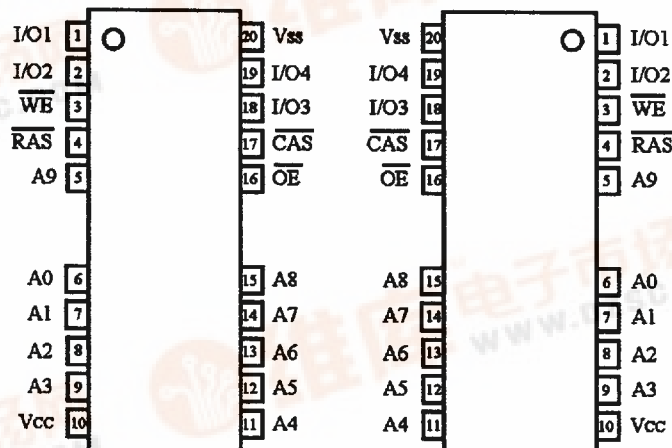 I/O1 1 20 Vss Vss 20 1 I/O1
I/O2 2 19 I/O4 I/O4 19 2 I/O2
WE 3 18 I/O3 I/O3 18 3 WE
RAS 4 17 CAS CAS 17 4 RAS
A9 5 16 OE OE 16 5 A9
A0 6 15 A8 A8 15 6 A0
A1 7 14 A7 A7 14 7 A1
A2 8 13 A6 A6 13 8 A2
A3 9 12 A5 A5 12 9 A3
Vcc 10 11 A4 A4 11 10 Vcc